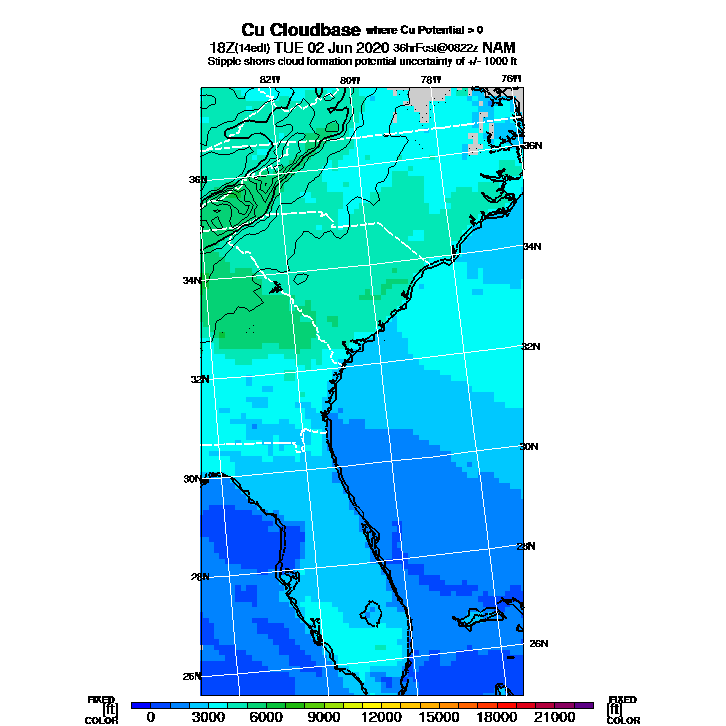 Cu Cloudbase where Cu Potential > 0
18Z(14edt) TUE 02 Jun 2020 36hrFcst@0822z NAM
Stipple shows cloud formation potential uncertainty of +/- 1000 ft
82W 80W 78W 76W
36N
36N
34N
34N
32N
32N
30N
30N
28N
28N
26N
26N
FIXED FIXED
[ft] [ft]
COLOR COLOR
0 3000 6000 9000 12000 15000 18000 21000